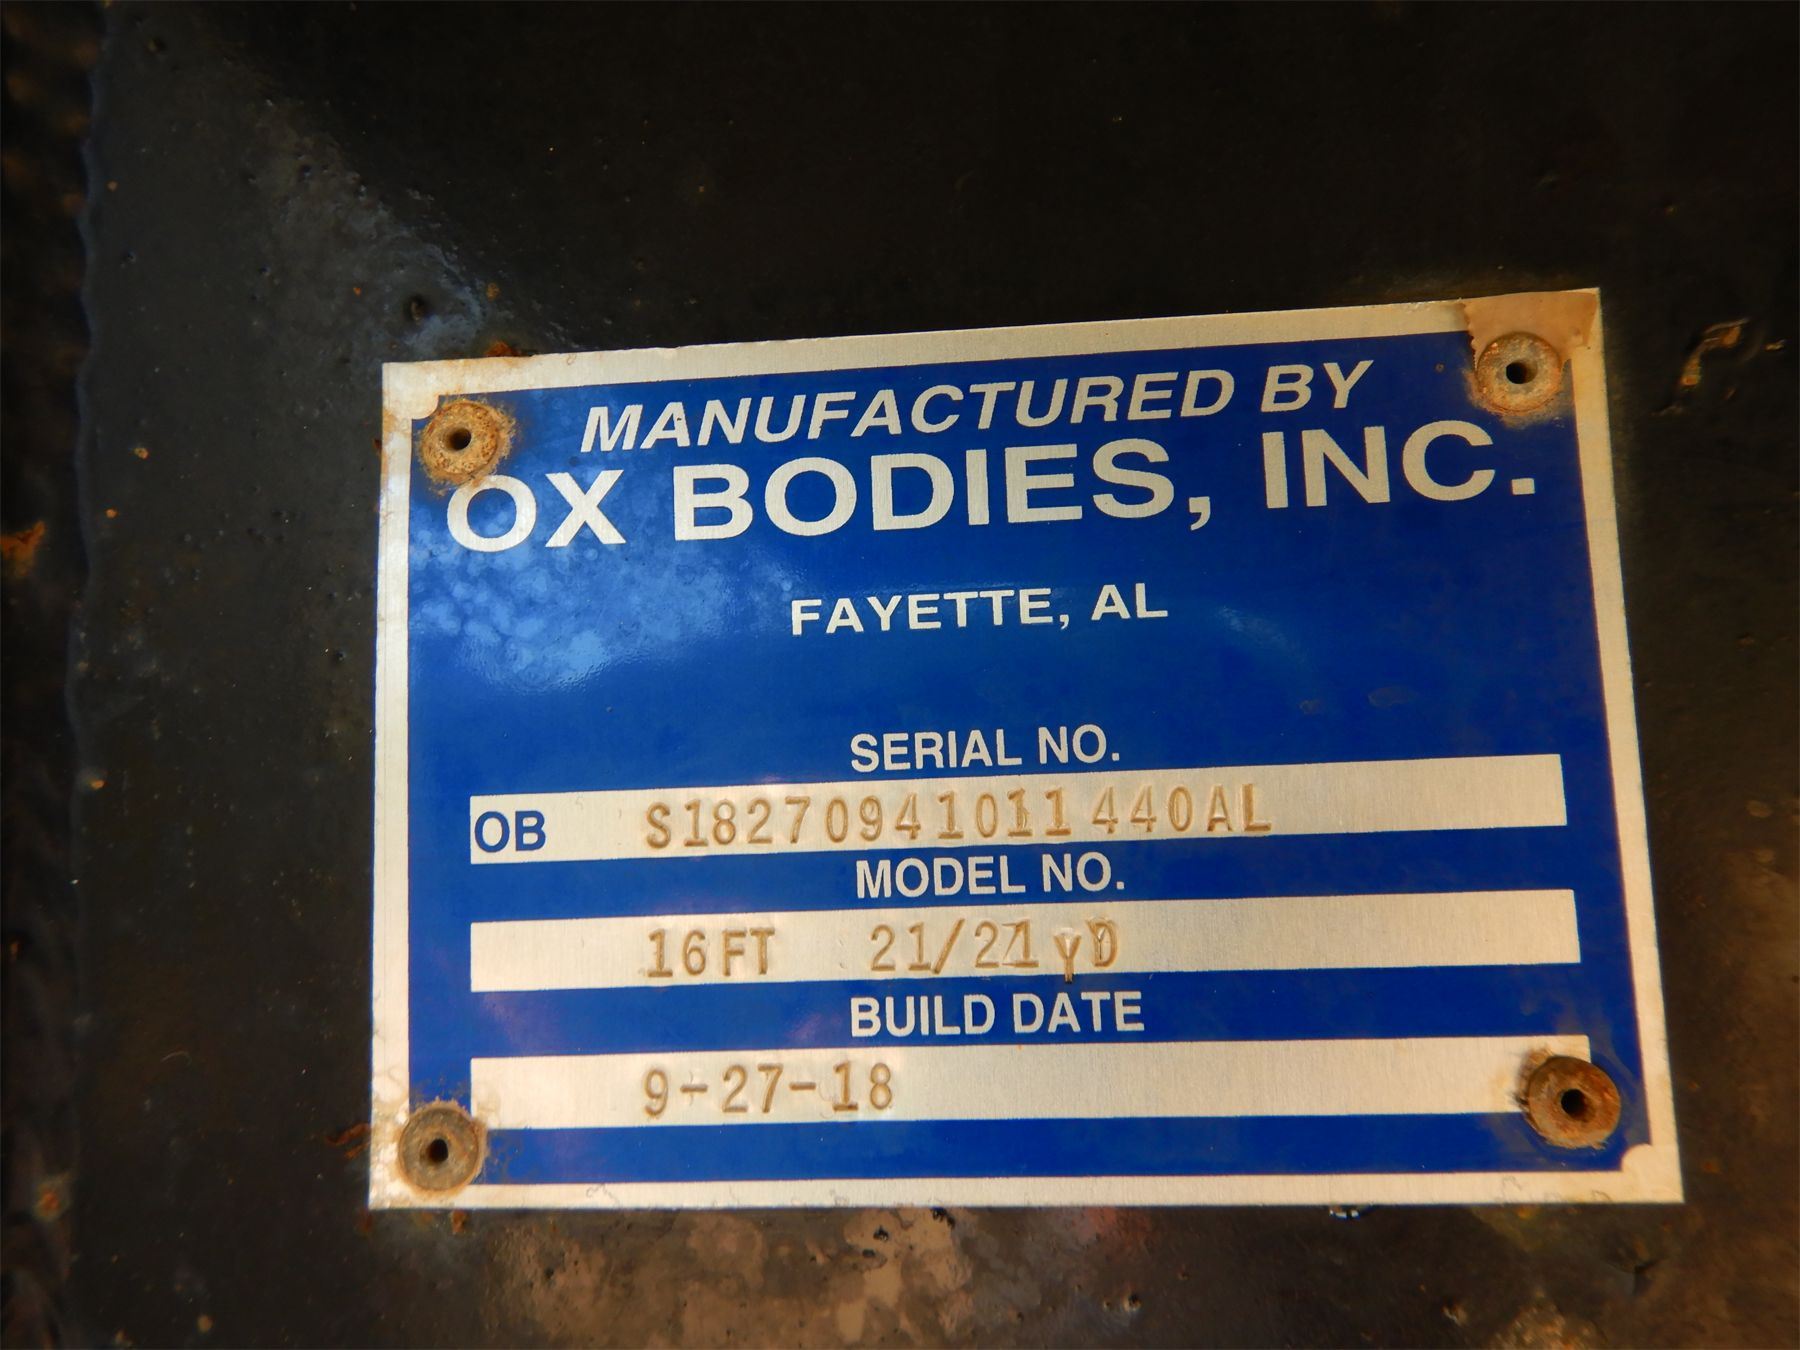 MANUFACTURED BY
OX BODIES, INC.
FAYETTE, AL
SERIAL NO.
OB S18270941011440AL
MODEL NO.
16FT 21/21yD
BUILD DATE
9-27-18